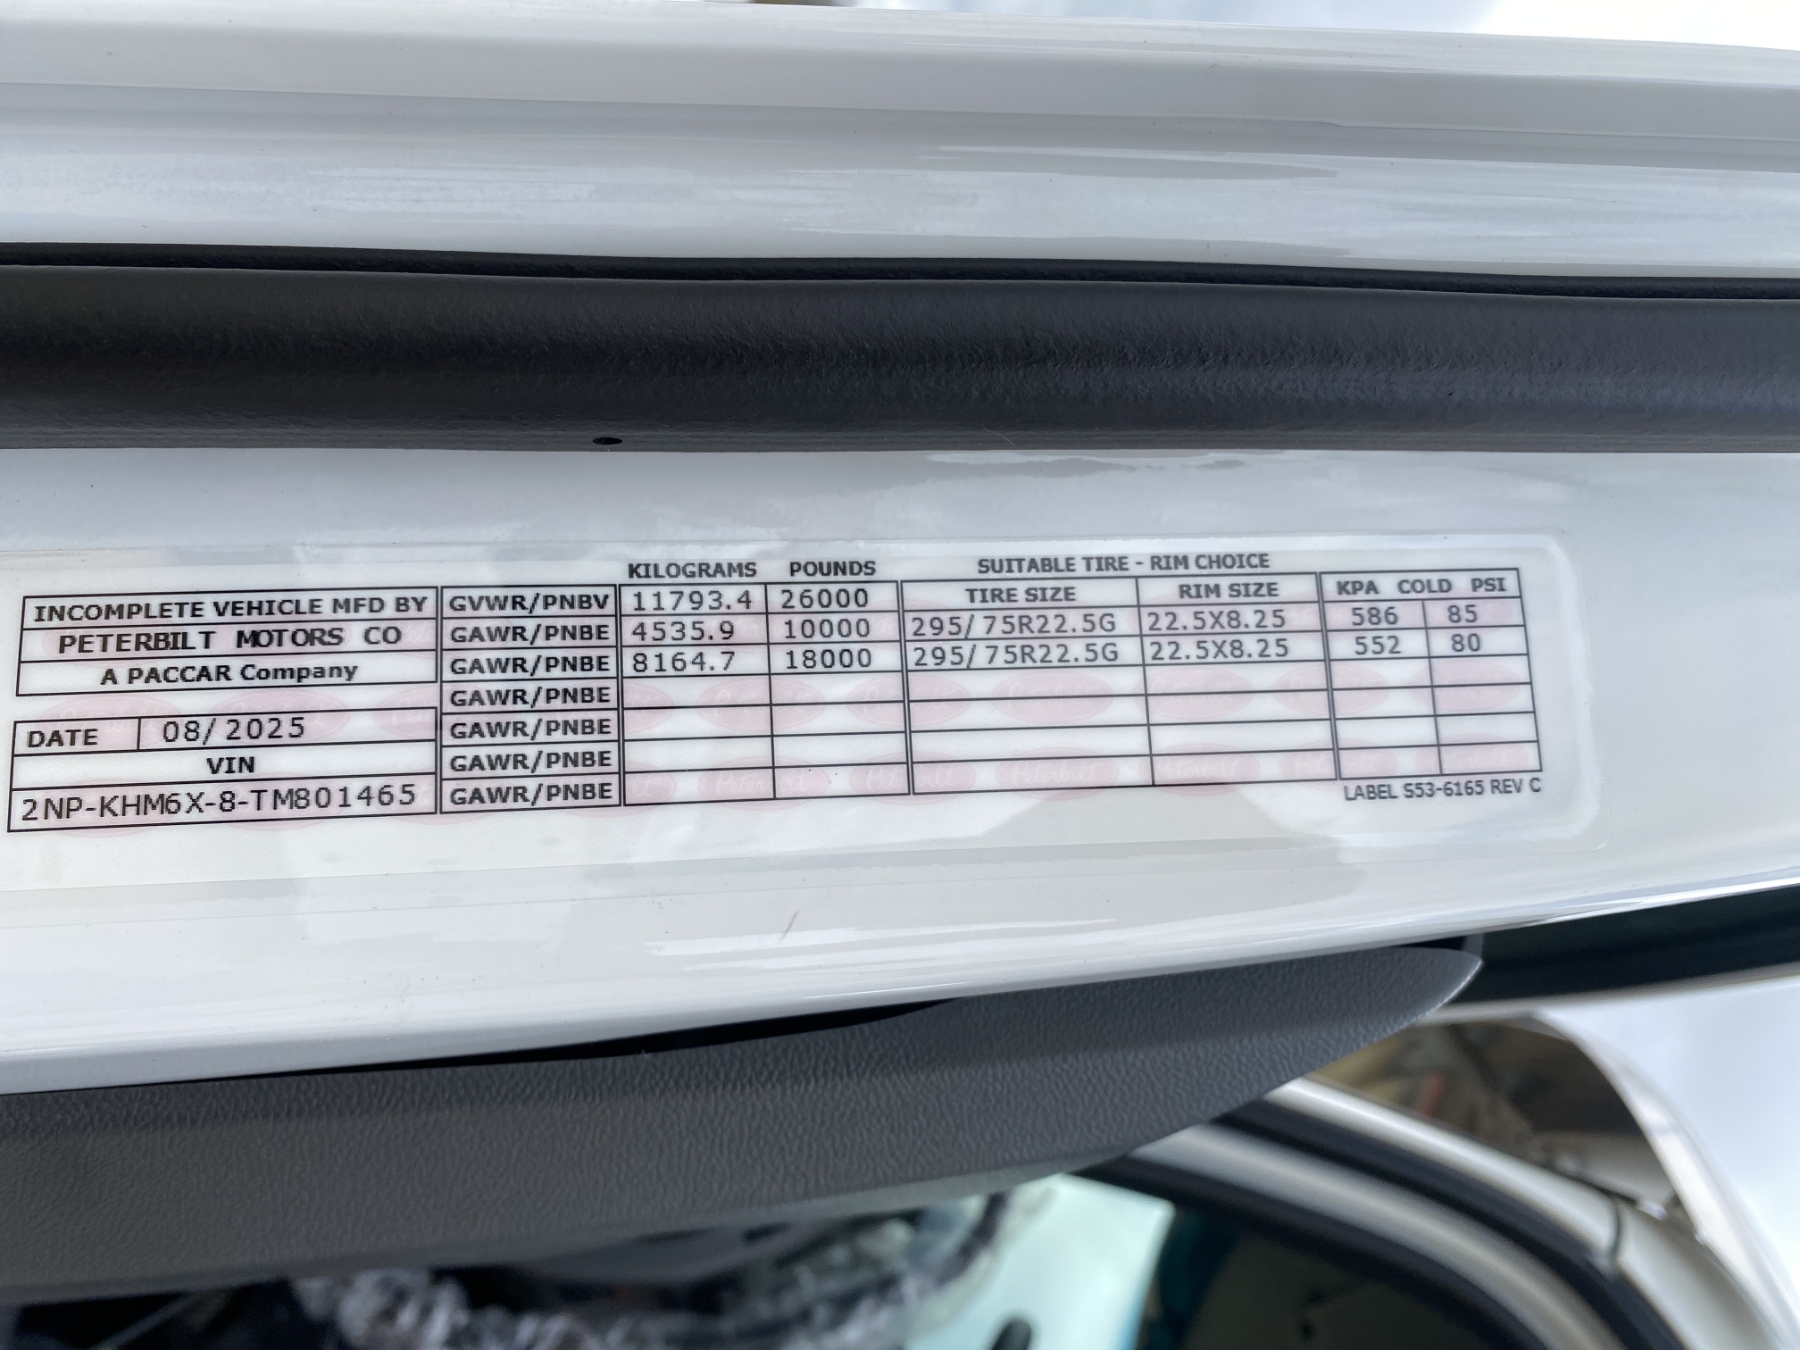 KILOGRAMS POUNDS SUITABLE TIRE - RIM CHOICE
INCOMPLETE VEHICLE MFD BY GVWR/PNBV 11793.4 26000 TIRE SIZE RIM SIZE KPA COLD PSI
PETERBILT MOTORS CO GAWR/PNBE 4535.9 10000 295/75R22.5G 22.5X8.25 586 85
A PACCAR Company GAWR/PNBE 8164.7 18000 295/75R22.5G 22.5X8.25 552 80
GAWR/PNBE
DATE 08/2025 GAWR/PNBE
VIN GAWR/PNBE
2NP-KHM6X-8-TM801465 GAWR/PNBE
LABEL S53-6165 REV C